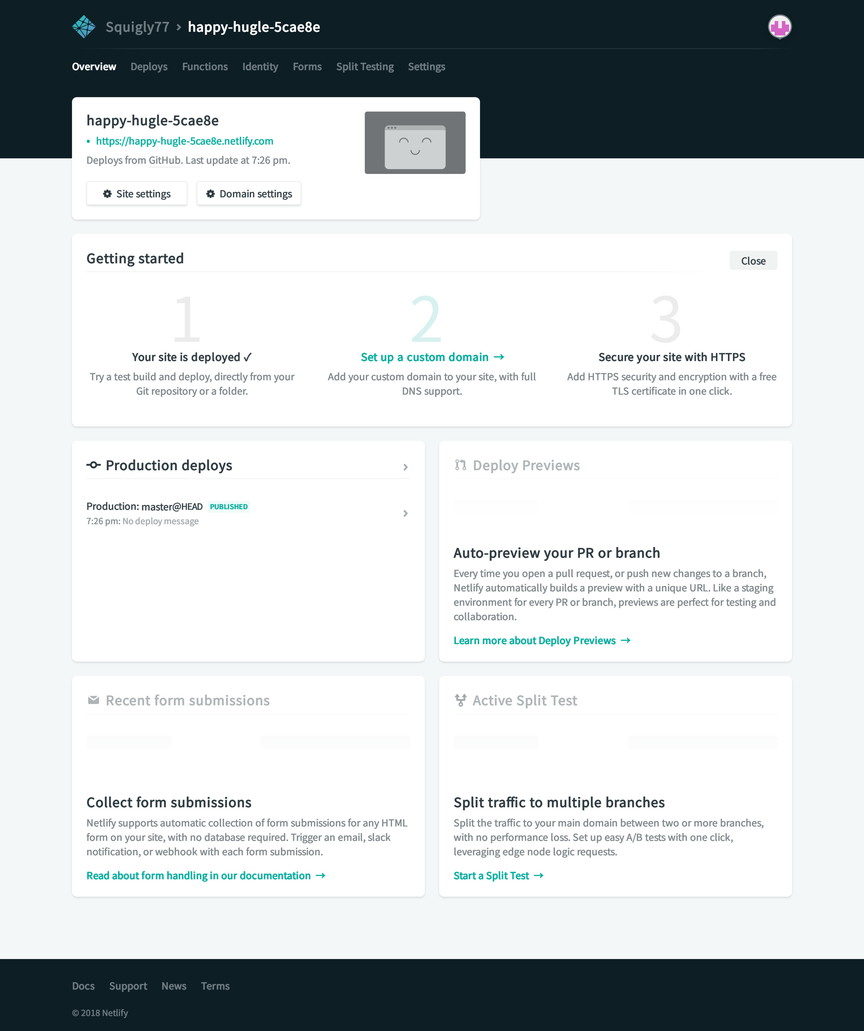 Squigly77 > happy-hugle-5cae8e
Overview Deploys Functions Identity Forms Split Testing Settings
happy-hugle-5cae8e
• https://happy-hugle-5cae8e.netlify.com
Deploys from GitHub. Last update at 7:26 pm.
Site settings Domain settings
Getting started
Close
1
Your site is deployed ✓
Try a test build and deploy, directly from your
Git repository or a folder.
2
Set up a custom domain →
Add your custom domain to your site, with full
DNS support.
3
Secure your site with HTTPS
Add HTTPS security and encryption with a free
TLS certificate in one click.
Production deploys
Production: master@HEAD PUBLISHED
7:26 pm: No deploy message
Deploy Previews
Auto-preview your PR or branch
Every time you open a pull request, or push new changes to a branch,
Netlify automatically builds a preview with a unique URL. Like a staging
environment for every PR or branch, previews are perfect for testing and
collaboration.
Learn more about Deploy Previews →
Recent form submissions
Collect form submissions
Netlify supports automatic collection of form submissions for any HTML
form on your site, with no database required. Trigger an email, slack
notification, or webhook with each form submission.
Read about form handling in our documentation →
Active Split Test
Split traffic to multiple branches
Split the traffic to your main domain between two or more branches,
with no performance loss. Set up easy A/B tests with one click,
leveraging edge node logic requests.
Start a Split Test →
Docs Support News Terms
© 2018 Netlify